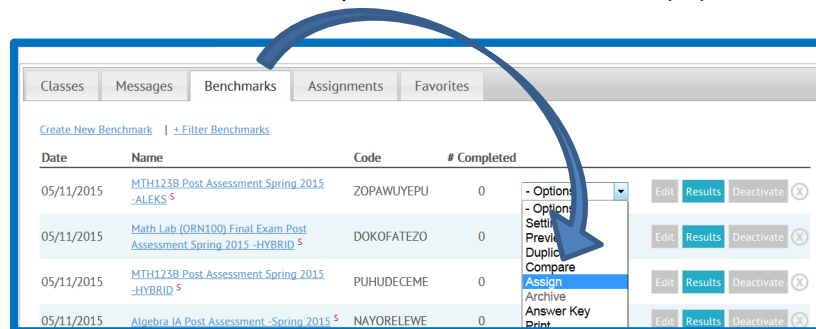 Classes Messages Benchmarks Assignments Favorites
Create New Benchmark | + Filter Benchmarks
Date Name Code # Completed
05/11/2015 MTH123B Post Assessment Spring 2015 -ALEKS S ZOPAWUYEPU 0 - Options Edit Results Deactivate X
- Options
05/11/2015 Math Lab (ORN100) Final Exam Post Assessment Spring 2015 -HYBRID S DOKOFATEZO 0 Edit Results Deactivate X
Compare
05/11/2015 MTH123B Post Assessment Spring 2015 -HYBRID S PUHUDECEME 0 Assign Edit Results Deactivate X
Archive
Answer Key
05/11/2015 Algebra IA Post Assessment -Spring 2015 S NAYORELEWE 0 Print Edit Results Deactivate X